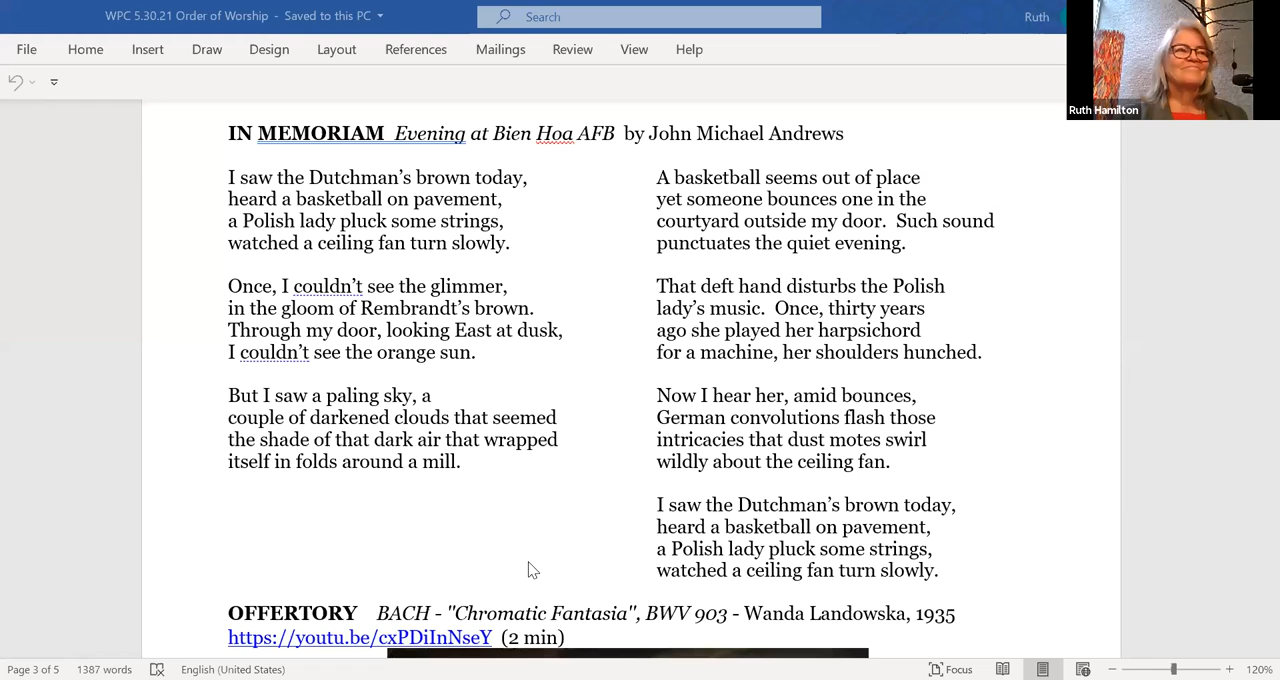 WPC 5.30.21 Order of Worship - Saved to this PC
Search
Ruth
File Home Insert Draw Design Layout References Mailings Review View Help
Ruth Hamilton
IN MEMORIAM Evening at Bien Hoa AFB by John Michael Andrews
I saw the Dutchman’s brown today,
heard a basketball on pavement,
a Polish lady pluck some strings,
watched a ceiling fan turn slowly.
Once, I couldn’t see the glimmer,
in the gloom of Rembrandt’s brown.
Through my door, looking East at dusk,
I couldn’t see the orange sun.
But I saw a paling sky, a
couple of darkened clouds that seemed
the shade of that dark air that wrapped
itself in folds around a mill.
A basketball seems out of place
yet someone bounces one in the
courtyard outside my door. Such sound
punctuates the quiet evening.
That deft hand disturbs the Polish
lady’s music. Once, thirty years
ago she played her harpsichord
for a machine, her shoulders hunched.
Now I hear her, amid bounces,
German convolutions flash those
intricacies that dust motes swirl
wildly about the ceiling fan.
I saw the Dutchman’s brown today,
heard a basketball on pavement,
a Polish lady pluck some strings,
watched a ceiling fan turn slowly.
OFFERTORY BACH - "Chromatic Fantasia", BWV 903 - Wanda Landowska, 1935
https://youtu.be/cxPDiInNseY (2 min)
Page 3 of 5 1387 words English (United States) Focus 120%